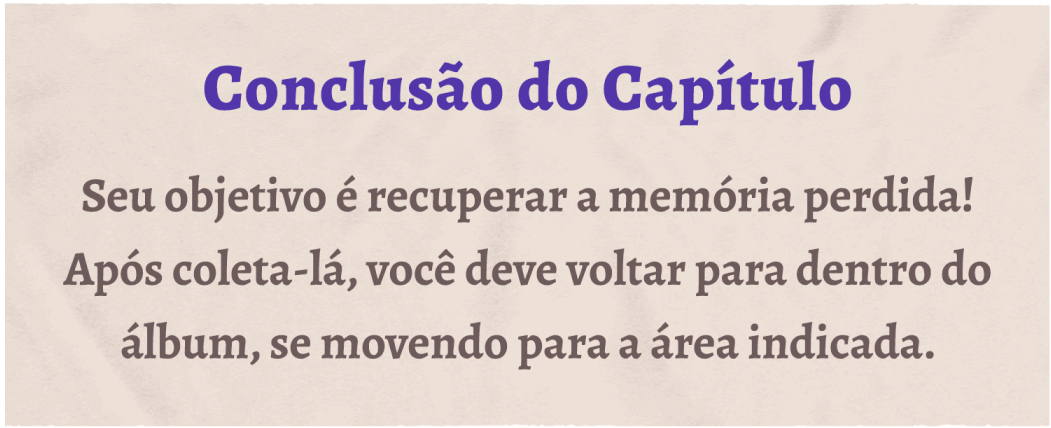 Conclusão do Capítulo
Seu objetivo é recuperar a memória perdida!
Após coleta-lá, você deve voltar para dentro do
álbum, se movendo para a área indicada.